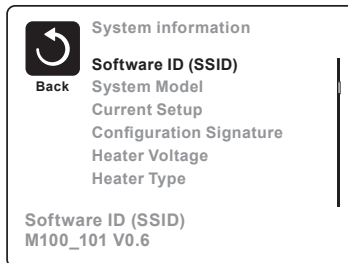 System information
Software ID (SSID)
Back
System Model
Current Setup
Configuration Signature
Heater Voltage
Heater Type
Software ID (SSID)
M100_101 V0.6